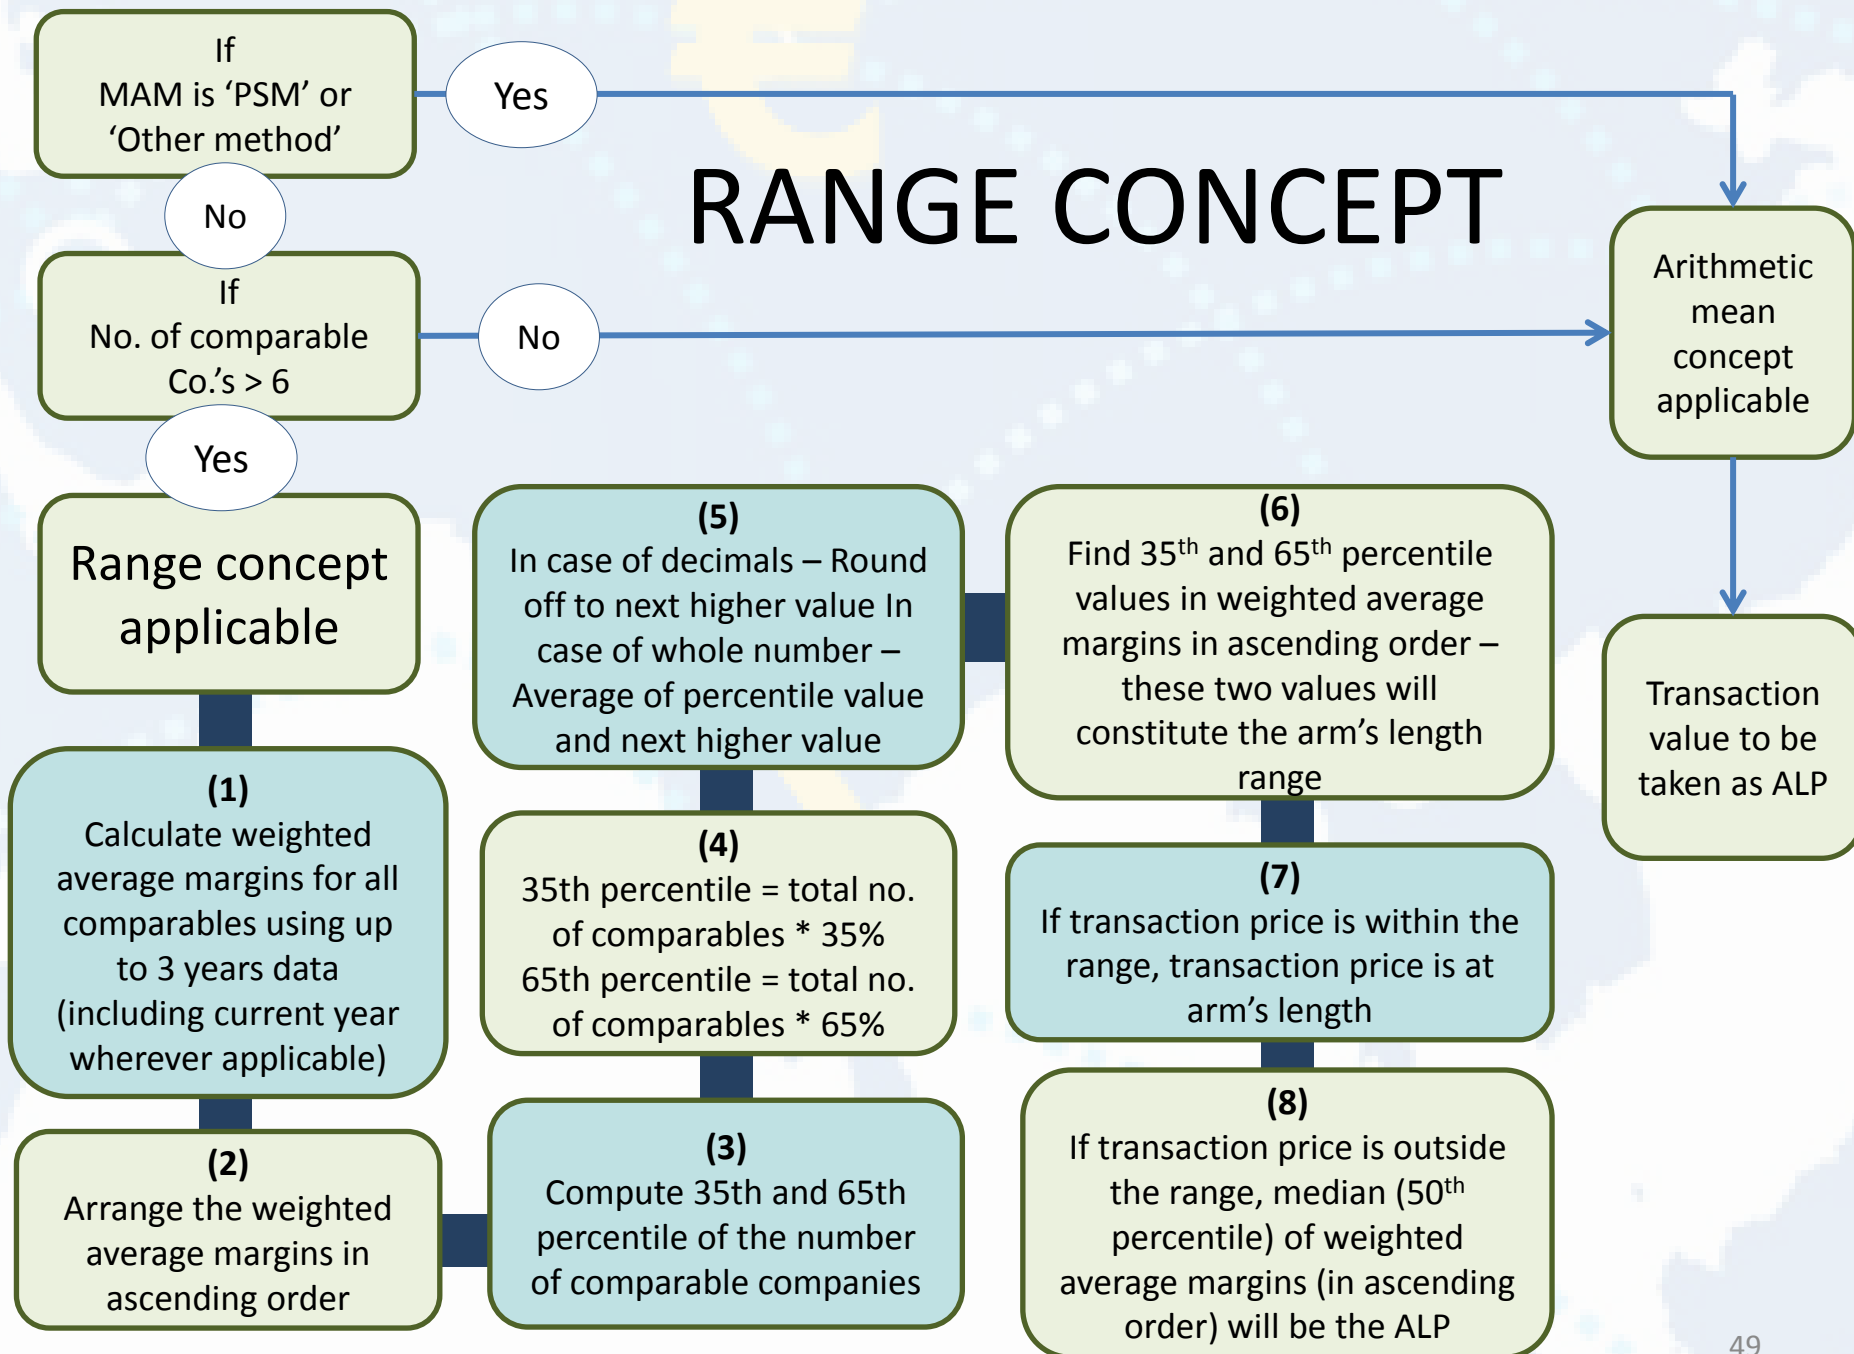 If
MAM is ‘PSM’ or
‘Other method’
Yes
No
RANGE CONCEPT
If
No. of comparable
Co.’s > 6
No
Yes
Arithmetic
mean
concept
applicable
Transaction
value to be
taken as ALP
Range concept
applicable
(1)
Calculate weighted
average margins for all
comparables using up
to 3 years data
(including current year
wherever applicable)
(2)
Arrange the weighted
average margins in
ascending order
(3)
Compute 35th and 65th
percentile of the number
of comparable companies
(4)
35th percentile = total no.
of comparables * 35%
65th percentile = total no.
of comparables * 65%
(5)
In case of decimals – Round
off to next higher value In
case of whole number –
Average of percentile value
and next higher value
(6)
Find 35th and 65th percentile
values in weighted average
margins in ascending order –
these two values will
constitute the arm’s length
range
(7)
If transaction price is within the
range, transaction price is at
arm’s length
(8)
If transaction price is outside
the range, median (50th
percentile) of weighted
average margins (in ascending
order) will be the ALP
49